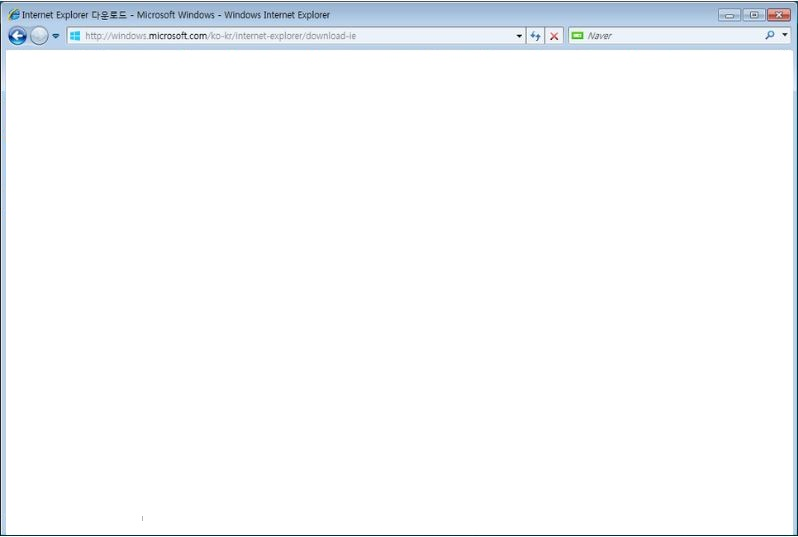 Internet Explorer 다운로드 - Microsoft Windows - Windows Internet Explorer
http://windows.microsoft.com/ko-kr/internet-explorer/download-ie
Naver